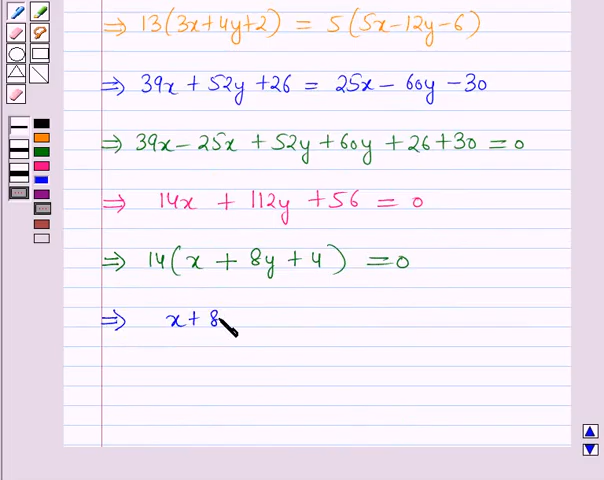 ⇒ 13(3x+4y+2) = 5(5x-12y-6)
⇒ 39x + 52y +26 = 25x - 60y - 30
⇒ 39x - 25x + 52y + 60y + 26 + 30 = 0
⇒ 14x + 112y + 56 = 0
⇒ 14(x + 8y + 4) = 0
⇒ x + 8